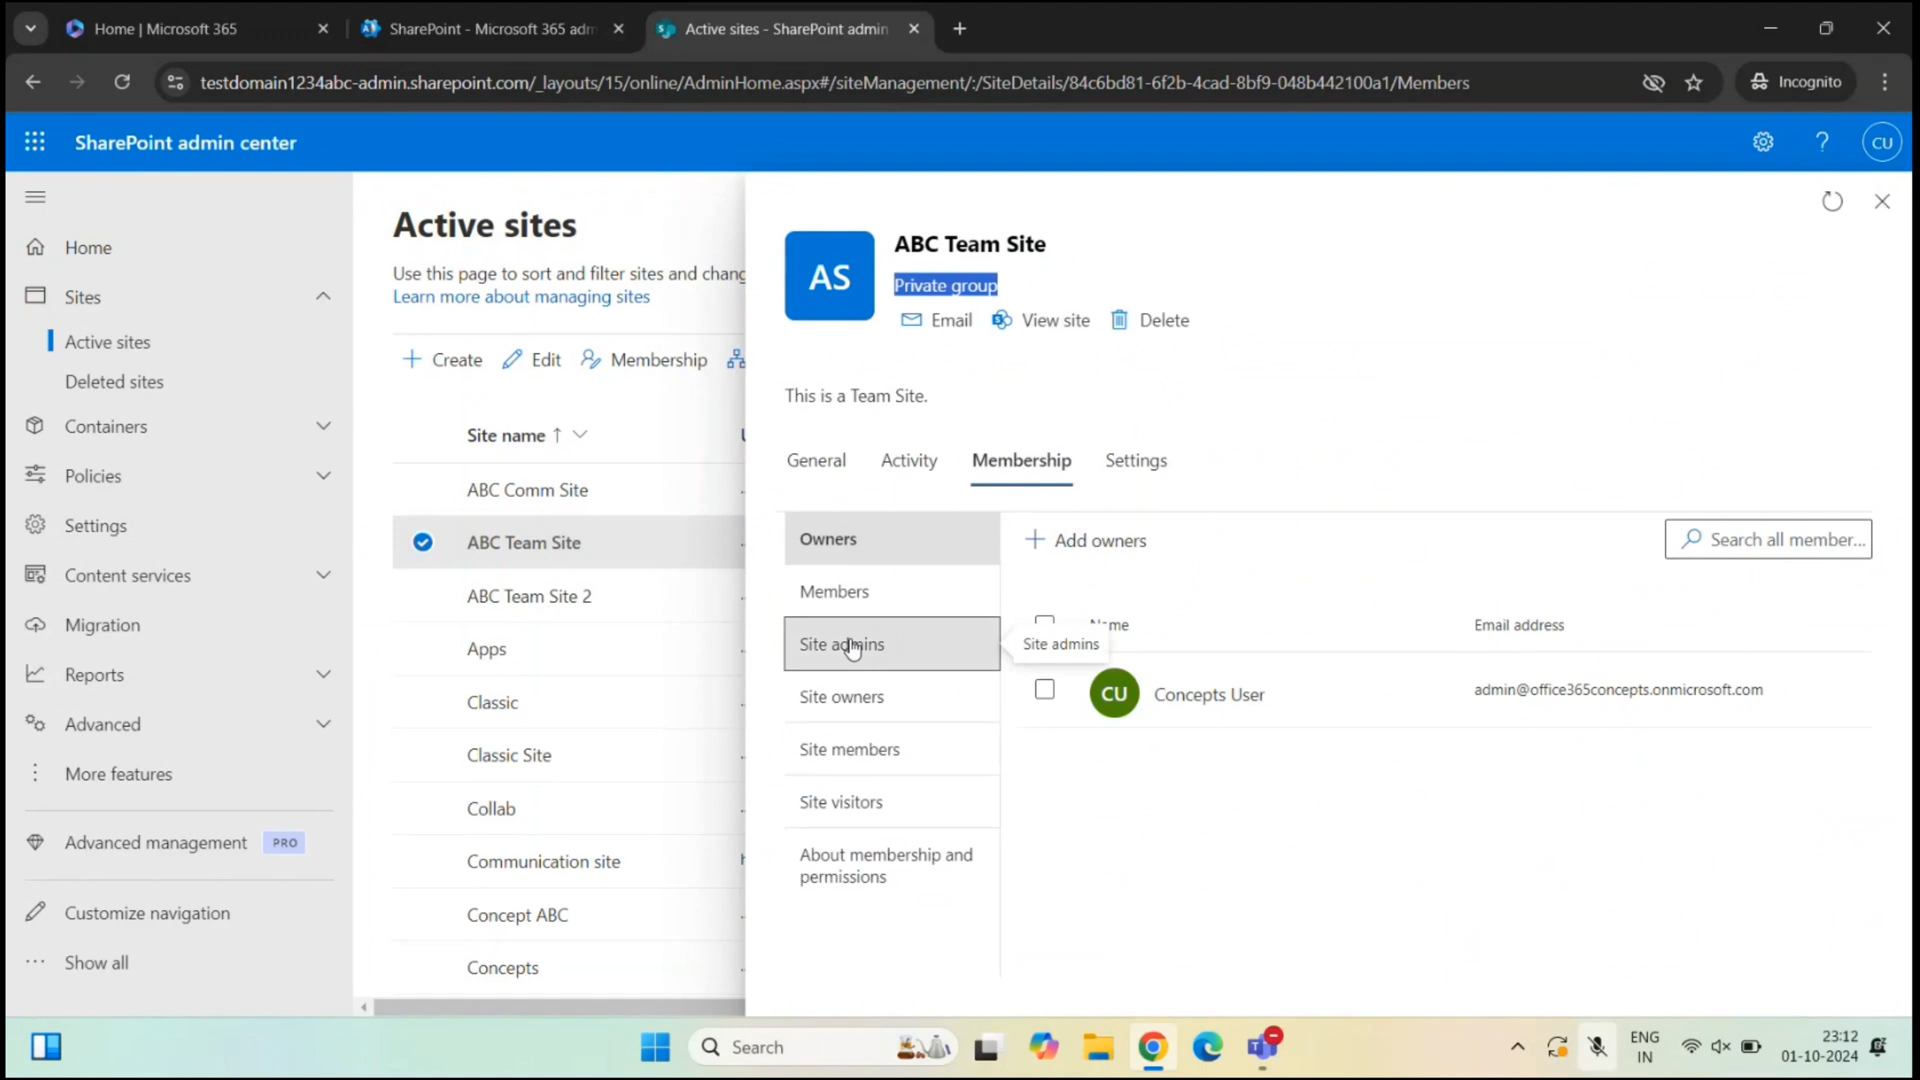 Home | Microsoft 365
SharePoint - Microsoft 365 adm
Active sites - SharePoint admin
testdomain1234abc-admin.sharepoint.com/_layouts/15/online/AdminHome.aspx#/siteManagement/:/SiteDetails/84c6bd81-6f2b-4cad-8bf9-048b442100a1/Members
Incognito
SharePoint admin center
CU
Home
Sites
Active sites
Deleted sites
Containers
Policies
Settings
Content services
Migration
Reports
Advanced
More features
Advanced management PRO
Customize navigation
Show all
Active sites
Use this page to sort and filter sites and chang
Learn more about managing sites
Create
Edit
Membership
Site name
ABC Comm Site
ABC Team Site
ABC Team Site 2
Apps
Classic
Classic Site
Collab
Communication site
Concept ABC
Concepts
AS
ABC Team Site
Private group
Email
View site
Delete
This is a Team Site.
General
Activity
Membership
Settings
Owners
Members
Site admins
Site owners
Site members
Site visitors
About membership and
permissions
Add owners
Search all member...
Site admins
Email address
CU
Concepts User
admin@office365concepts.onmicrosoft.com
Search
ENG
IN
23:12
01-10-2024